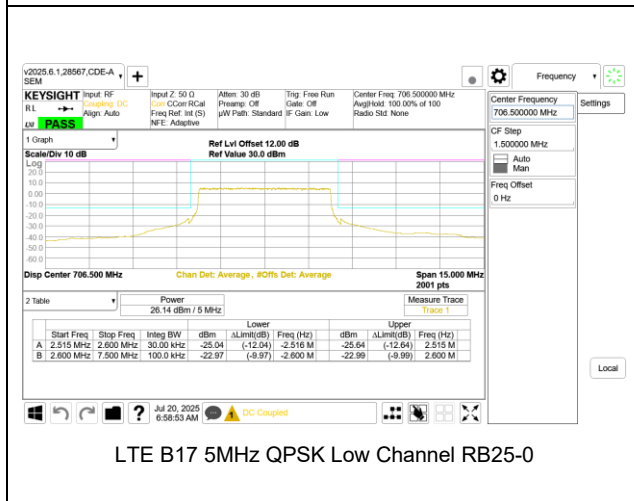 v2025.6.1,28567,CDE-A
SEM
Frequency
KEYSIGHT Input: RF Input Z: 50 Ω Atten: 30 dB Trig: Free Run Center Freq: 706.500000 MHz
RL Coupling: DC Corr CCorr RCal Preamp: Off Gate: Off Avg|Hold: 100.00% of 100
Align: Auto Freq Ref: Int (S) µW Path: Standard IF Gain: Low Radio Std: None
LW PASS NFE: Adaptive
Center Frequency
706.500000 MHz
Settings
CF Step
1.500000 MHz
Auto
Man
Freq Offset
0 Hz
1 Graph
Ref Lvl Offset 12.00 dB
Scale/Div 10 dB Ref Value 30.0 dBm
Log
20.0
10.0
0.00
-10.0
-20.0
-30.0
-40.0
-50.0
-60.0
Disp Center 706.500 MHz Chan Det: Average , #Offs Det: Average Span 15.000 MHz
2001 pts
2 Table Power Measure Trace
26.14 dBm / 5 MHz Trace 1
Lower Upper
Start Freq Stop Freq Integ BW dBm ΔLimit(dB) Freq (Hz) dBm ΔLimit(dB) Freq (Hz)
A 2.515 MHz 2.600 MHz 30.00 kHz -25.04 (-12.04) -2.516 M -25.64 (-12.64) 2.515 M
B 2.600 MHz 7.500 MHz 100.0 kHz -22.97 (-9.97) -2.600 M -22.99 (-9.99) 2.600 M
Local
Jul 20, 2025
6:58:53 AM
DC Coupled
LTE B17 5MHz QPSK Low Channel RB25-0